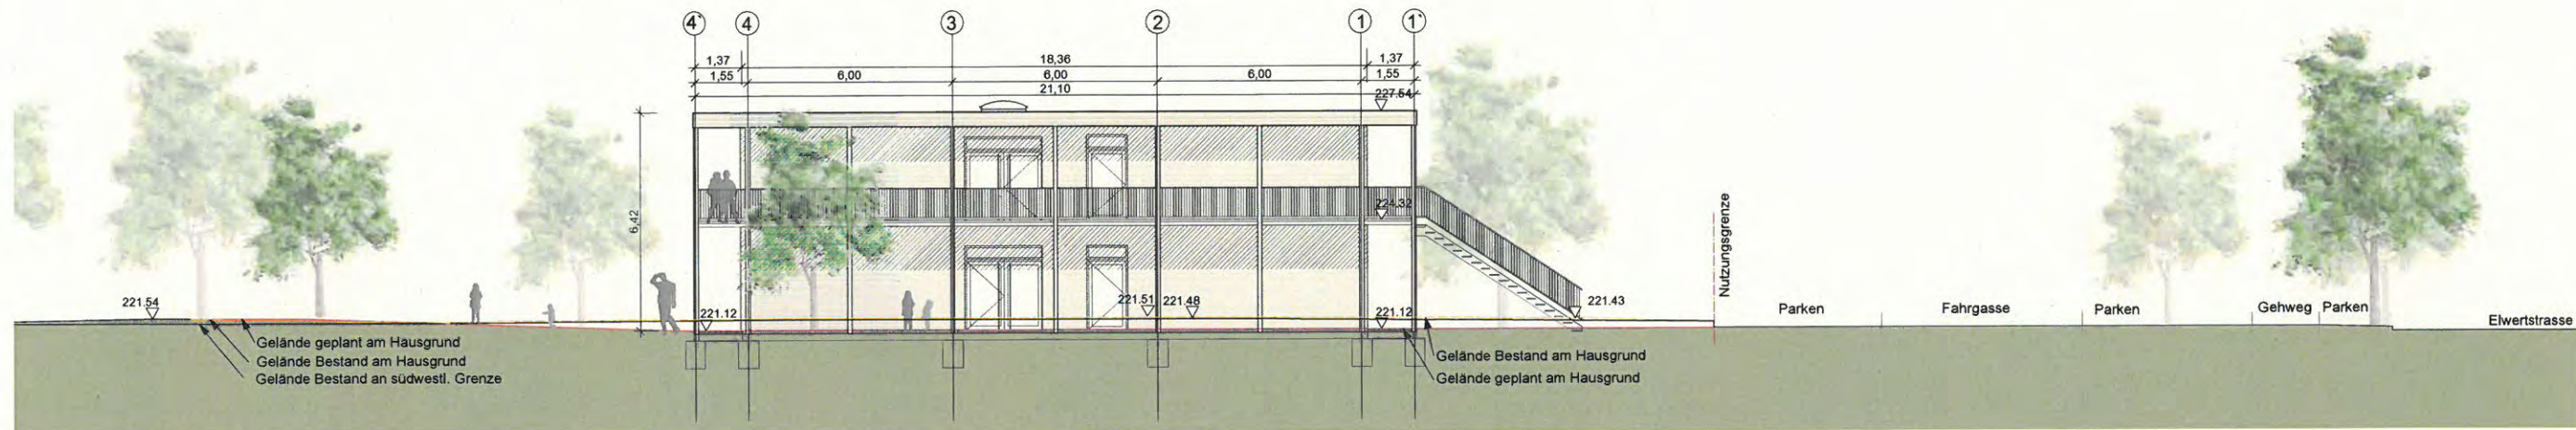 4' 4 3 2 1 1'
1,37 18,36 1,37
1,55 6,00 6,00 6,00 1,55
21,10
227.54
6,42
224,32
Nutzungsgrenze
221.54
221.12
221.51 221.48
221.12
221.43
Parken Fahrgasse Parken Gehweg Parken
Elwertstrasse
Gelände geplant am Hausgrund
Gelände Bestand am Hausgrund
Gelände Bestand an südwestl. Grenze
Gelände Bestand am Hausgrund
Gelände geplant am Hausgrund